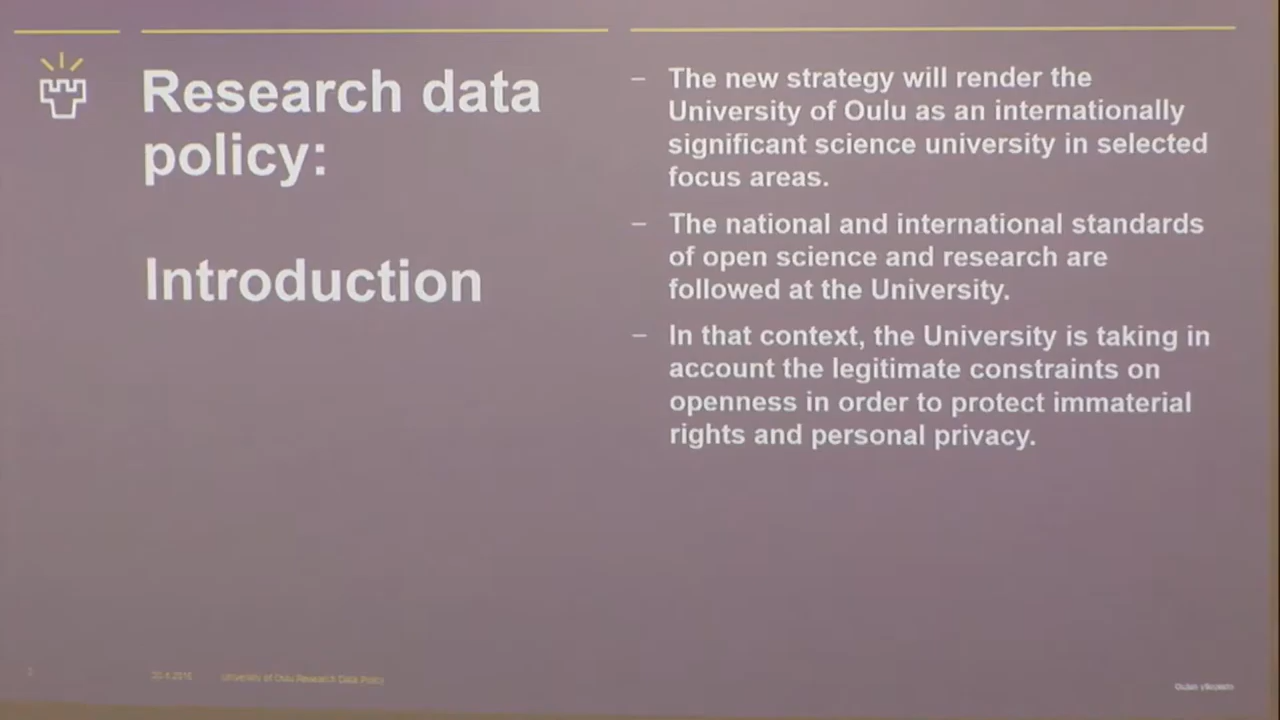 Research data
policy:
Introduction
– The new strategy will render the
University of Oulu as an internationally
significant science university in selected
focus areas.
– The national and international standards
of open science and research are
followed at the University.
– In that context, the University is taking in
account the legitimate constraints on
openness in order to protect immaterial
rights and personal privacy.
University of Oulu Research Data Policy
Oulun yliopisto